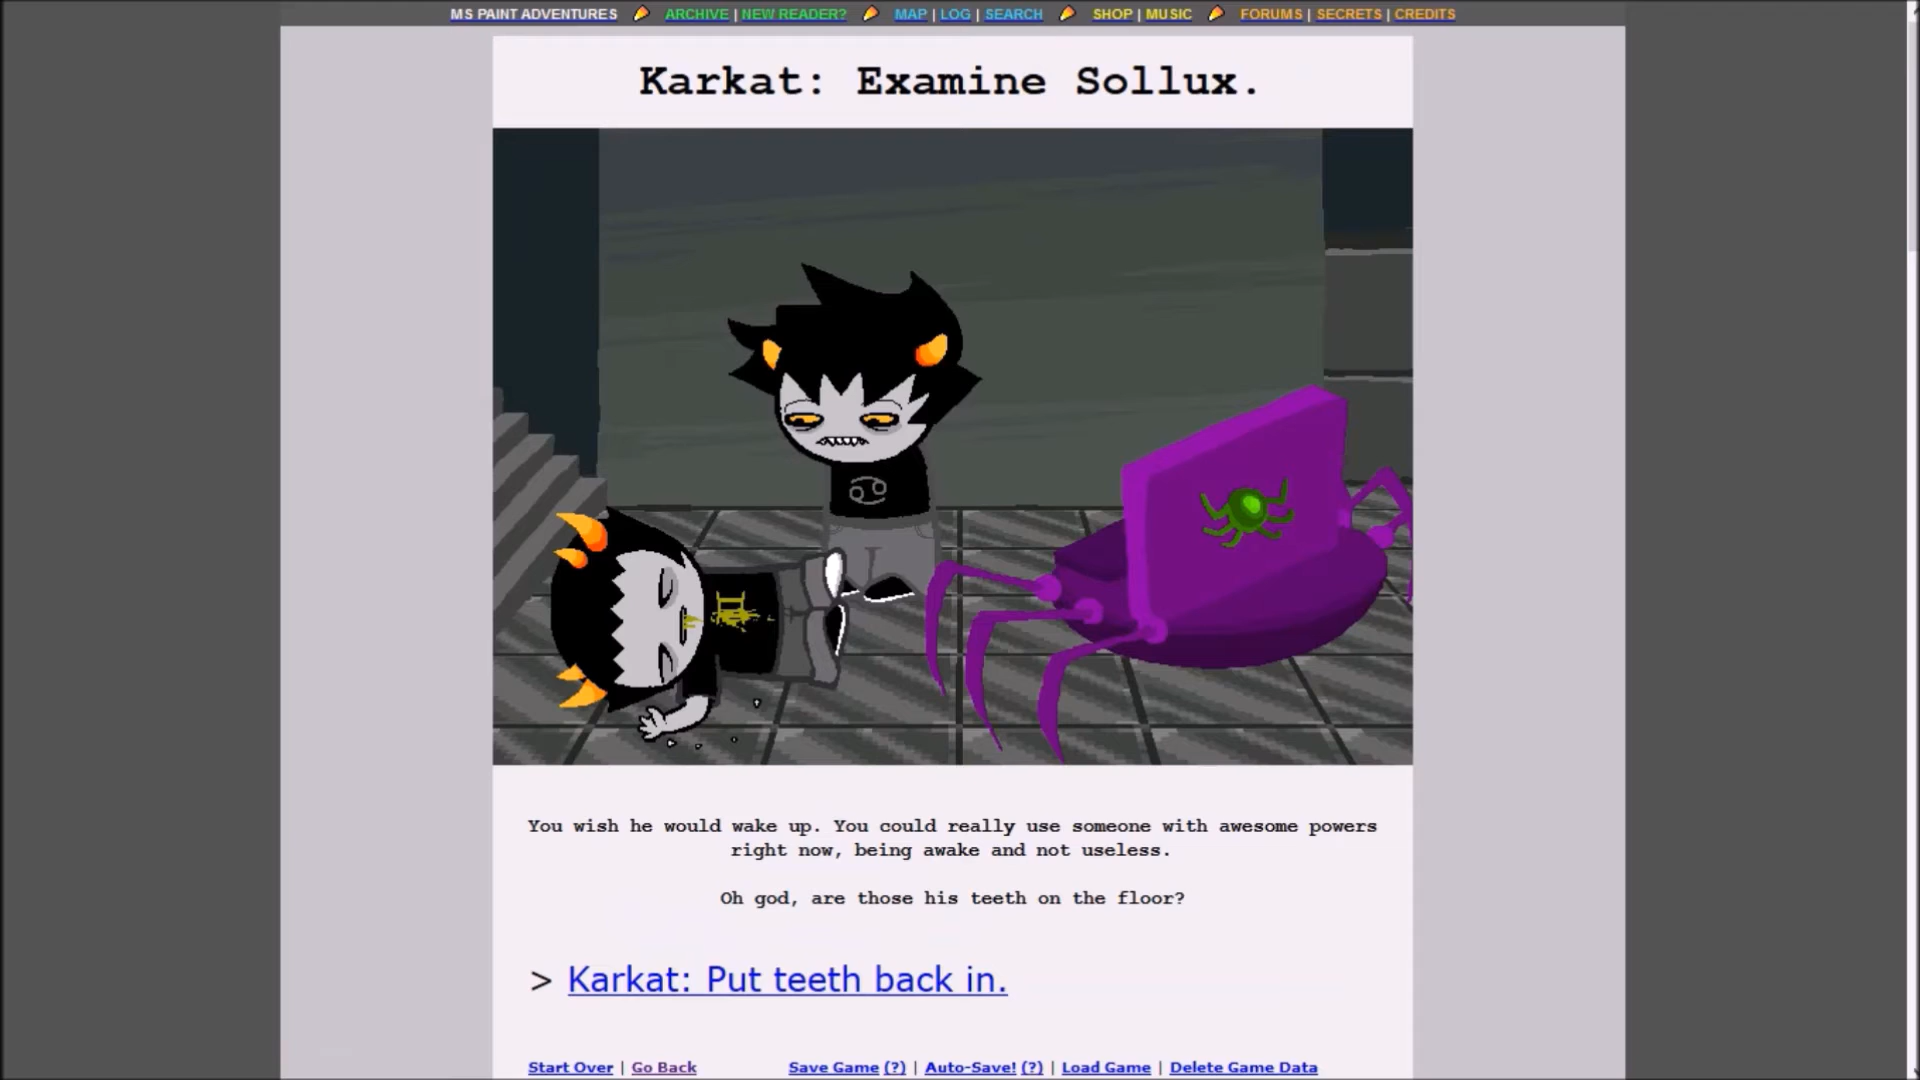 MS PAINT ADVENTURES ARCHIVE | NEW READER? MAP | LOG | SEARCH SHOP | MUSIC FORUMS | SECRETS | CREDITS
Karkat: Examine Sollux.
You wish he would wake up. You could really use someone with awesome powers
right now, being awake and not useless.
Oh god, are those his teeth on the floor?
> Karkat: Put teeth back in.
Start Over | Go Back Save Game (?) | Auto-Save! (?) | Load Game | Delete Game Data